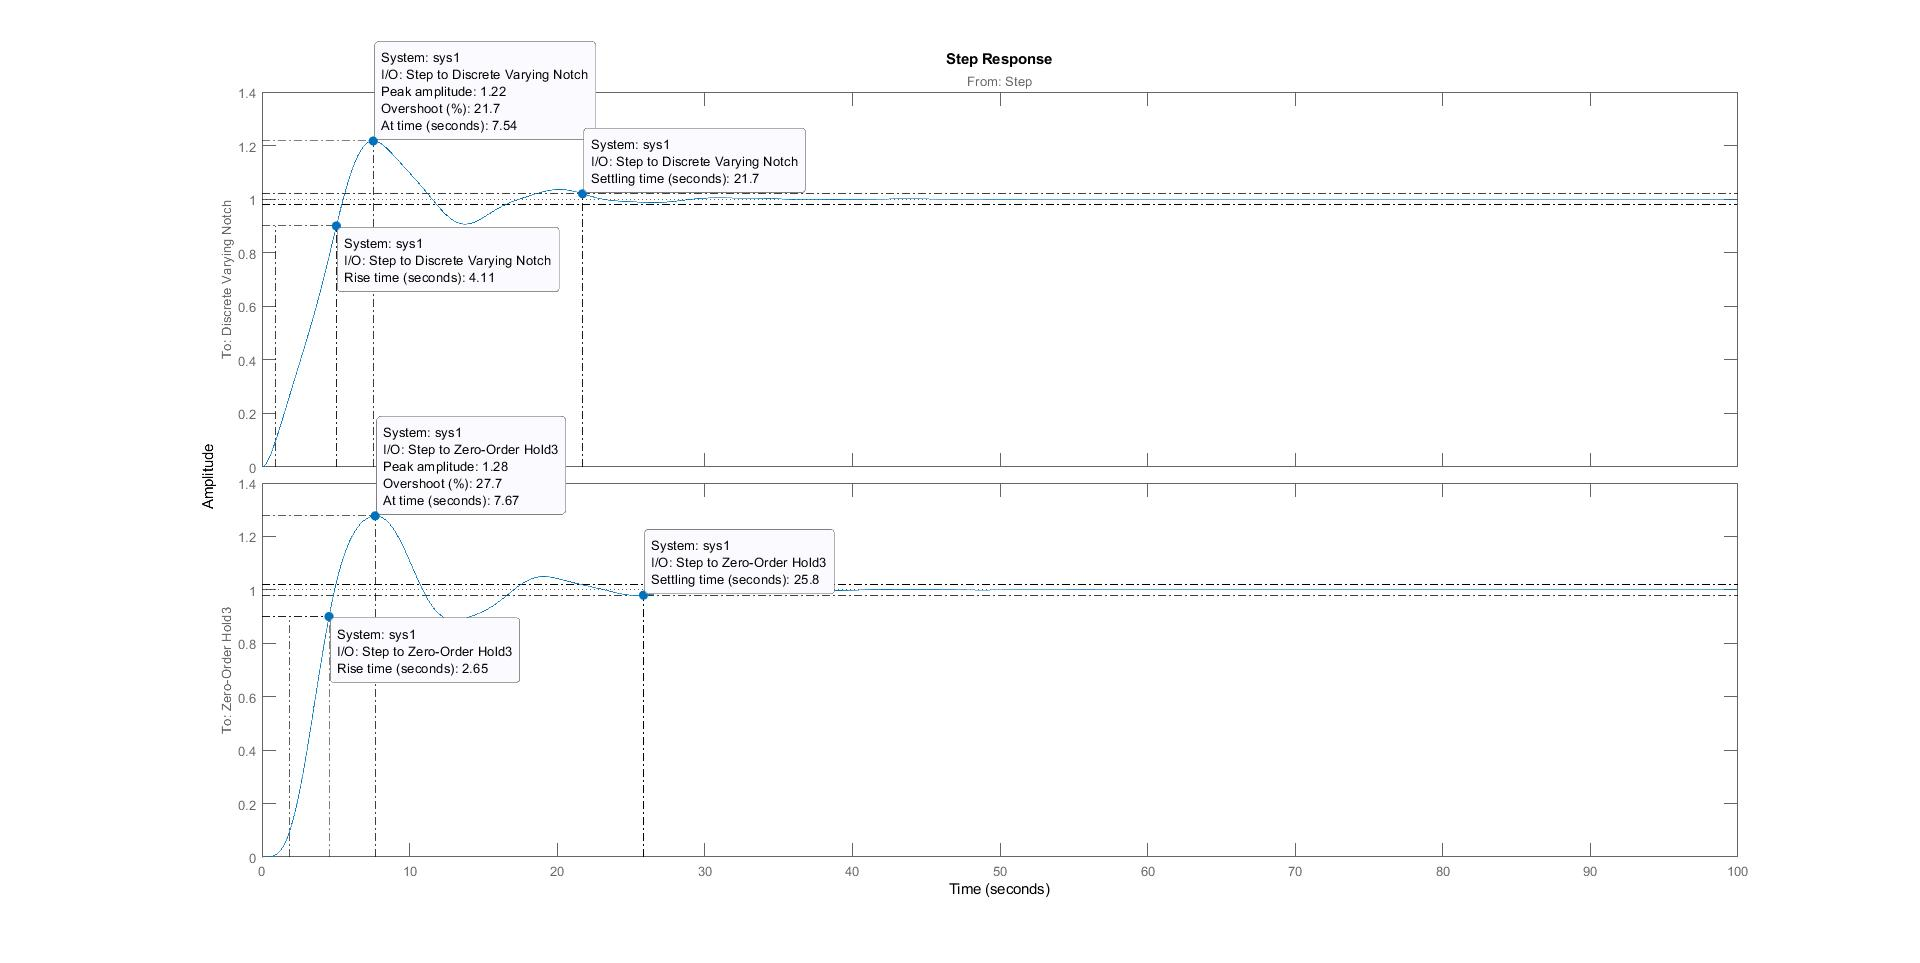 Step Response
From: Step
System: sys1
I/O: Step to Discrete Varying Notch
Peak amplitude: 1.22
Overshoot (%): 21.7
At time (seconds): 7.54
System: sys1
I/O: Step to Discrete Varying Notch
Settling time (seconds): 21.7
System: sys1
I/O: Step to Discrete Varying Notch
Rise time (seconds): 4.11
1.4
1.2
1
0.8
0.6
0.4
0.2
0
To: Discrete Varying Notch
Amplitude
System: sys1
I/O: Step to Zero-Order Hold3
Peak amplitude: 1.28
Overshoot (%): 27.7
At time (seconds): 7.67
System: sys1
I/O: Step to Zero-Order Hold3
Settling time (seconds): 25.8
System: sys1
I/O: Step to Zero-Order Hold3
Rise time (seconds): 2.65
1.4
1.2
1
0.8
0.6
0.4
0.2
0
To: Zero-Order Hold3
0 10 20 30 40 50 60 70 80 90 100
Time (seconds)